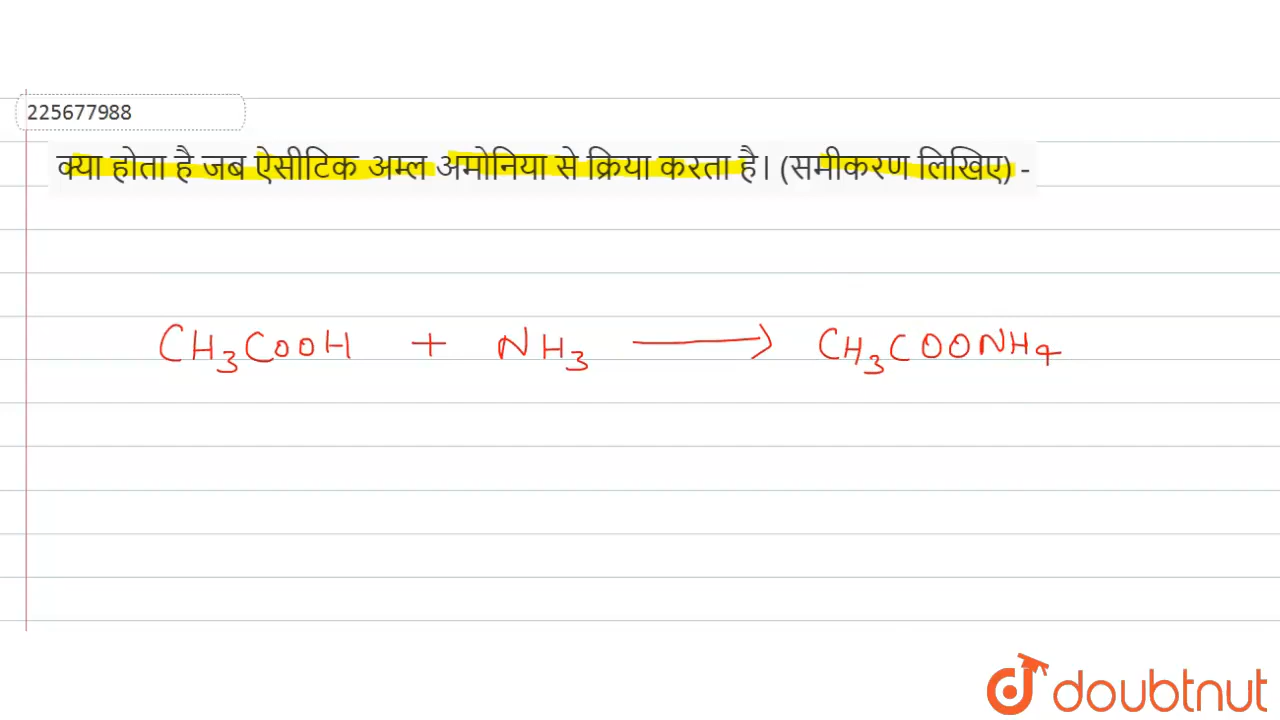 225677988
क्या होता है जब ऐसीटिक अम्ल अमोनिया से क्रिया करता है। (समीकरण लिखिए) -
CH₃COOH + NH₃ ⟶ CH₃COONH₄
doubtnut